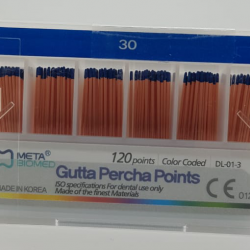 30
META
BIOMED
120 points Color Coded DL-01-3
Gutta Percha Points
ISO specifications For dental use only
Made of the finest Materials
MADE IN KOREA
CE 012